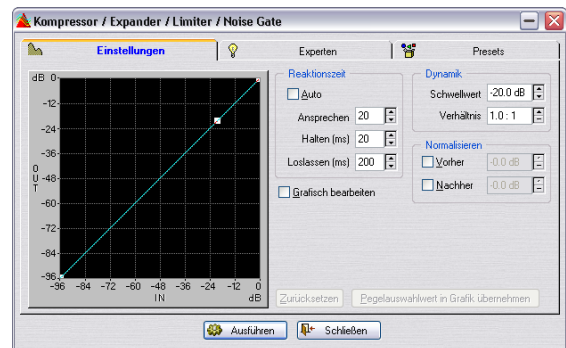 Kompressor / Expander / Limiter / Noise Gate
Einstellungen
Experten
Presets
dB 0
-12
-24
-36
-48
-60
-72
-84
-96
OUT
-96 -84 -72 -60 -48 -36 -24 -12 0
IN
dB
Reaktionszeit
Auto
Ansprechen 20
Halten (ms) 20
Loslassen (ms) 200
Grafisch bearbeiten
Dynamik
Schwellwert -20.0 dB
Verhältnis 1.0 : 1
Normalisieren
Vorher -0.0 dB
Nachher -0.0 dB
Zurücksetzen
Pegelauswahlwert in Grafik übernehmen
Ausführen
Schließen